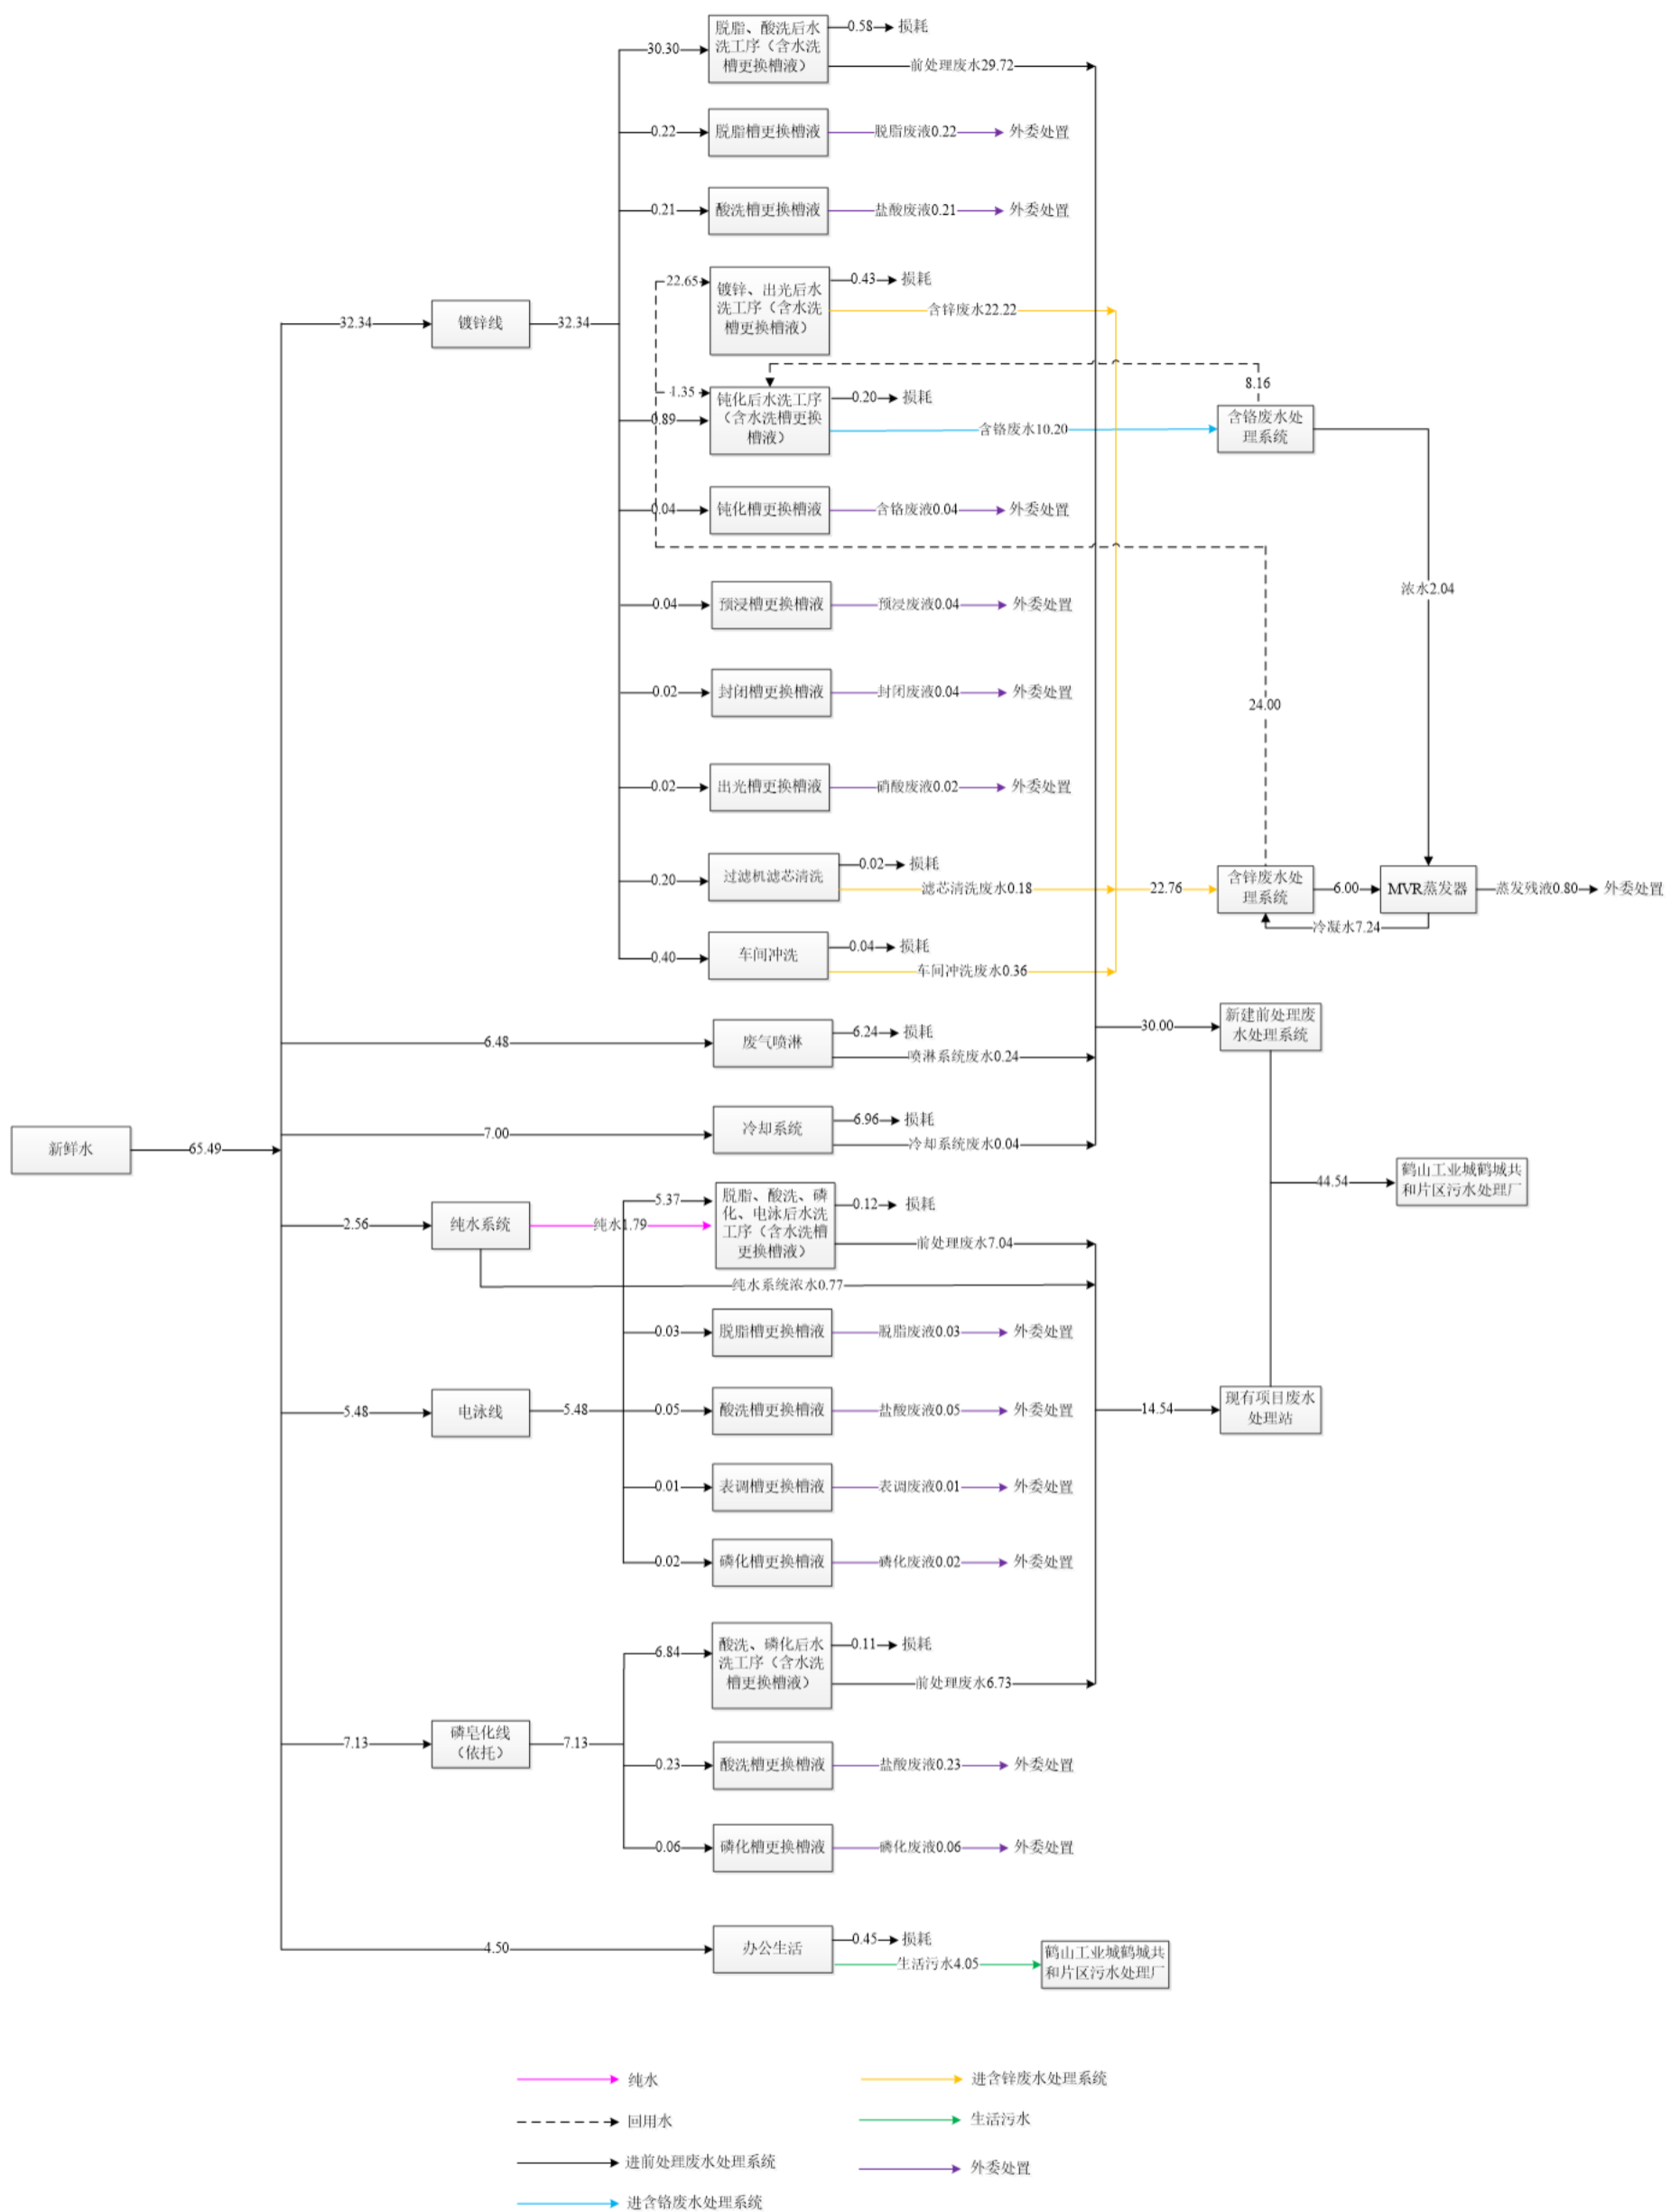 脱脂、酸洗后水
洗工序（含水洗
槽更换槽液）
30.30
0.58
损耗
前处理废水29.72
0.22
脱脂槽更换槽液
脱脂废液0.22
外委处置
0.21
酸洗槽更换槽液
盐酸废液0.21
外委处置
22.65
镀锌、出光后水
洗工序（含水洗
槽更换槽液）
0.43
损耗
含锌废水22.22
32.34
镀锌线
32.34
1.35
0.89
钝化后水洗工序
（含水洗槽更换
槽液）
0.20
损耗
含铬废水10.20
8.16
含铬废水处
理系统
0.04
钝化槽更换槽液
含铬废液0.04
外委处置
浓水2.04
0.04
预浸槽更换槽液
预浸废液0.04
外委处置
0.02
封闭槽更换槽液
封闭废液0.04
外委处置
24.00
0.02
出光槽更换槽液
硝酸废液0.02
外委处置
0.20
过滤机滤芯清洗
0.02
损耗
滤芯清洗废水0.18
22.76
含锌废水处
理系统
6.00
MVR蒸发器
蒸发残液0.80
外委处置
冷凝水7.24
0.40
车间冲洗
0.04
损耗
车间冲洗废水0.36
6.48
废气喷淋
6.24
损耗
喷淋系统废水0.24
30.00
新建前处理废
水处理系统
新鲜水
65.49
7.00
冷却系统
6.96
损耗
冷却系统废水0.04
44.54
鹤山工业城鹤城共
和片区污水处理厂
2.56
纯水系统
纯水1.79
5.37
脱脂、酸洗、磷
化、电泳后水洗
工序（含水洗槽
更换槽液）
0.12
损耗
前处理废水7.04
纯水系统浓水0.77
0.03
脱脂槽更换槽液
脱脂废液0.03
外委处置
5.48
电泳线
5.48
0.05
酸洗槽更换槽液
盐酸废液0.05
外委处置
14.54
现有项目废水
处理站
0.01
表调槽更换槽液
表调废液0.01
外委处置
0.02
磷化槽更换槽液
磷化废液0.02
外委处置
6.84
酸洗、磷化后水
洗工序（含水洗
槽更换槽液）
0.11
损耗
前处理废水6.73
7.13
磷皂化线
（依托）
7.13
0.23
酸洗槽更换槽液
盐酸废液0.23
外委处置
0.06
磷化槽更换槽液
磷化废液0.06
外委处置
4.50
办公生活
0.45
损耗
生活污水4.05
鹤山工业城鹤城共
和片区污水处理厂
纯水
进含锌废水处理系统
回用水
生活污水
进前处理废水处理系统
外委处置
进含铬废水处理系统